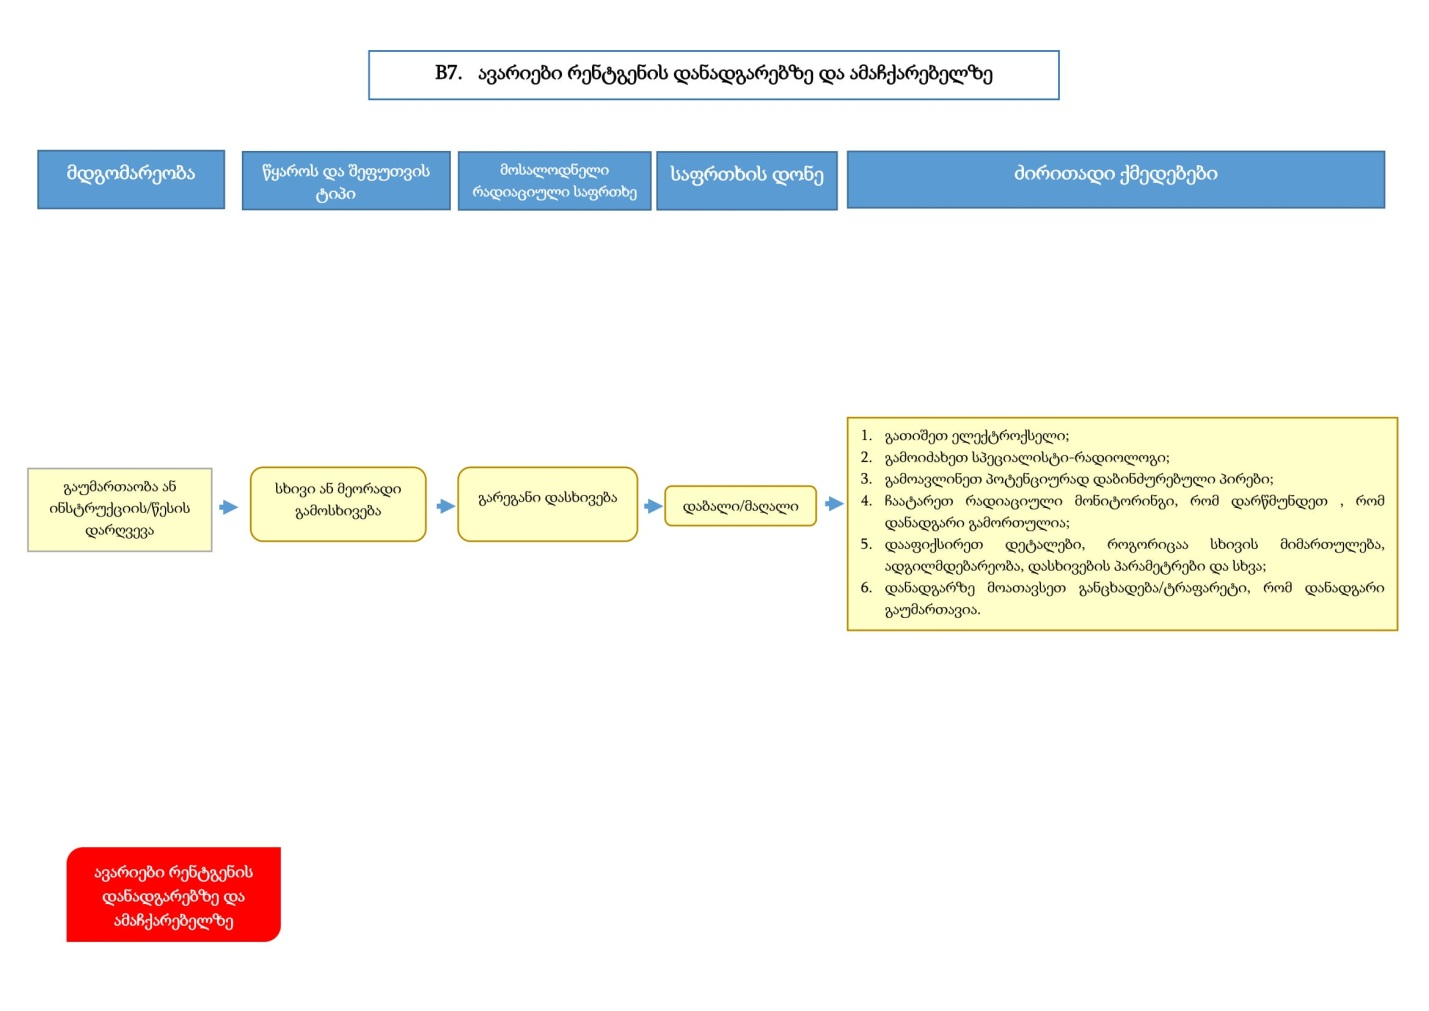 B7. ავარიები რენტგენის დანადგარებზე და ამაჩქარებელზე
მდგომარეობა
წყაროს და შეფუთვის
ტიპი
მოსალოდნელი
რადიაციული საფრთხე
საფრთხის დონე
ძირითადი ქმედებები
გაუმართაობა ან
ინსტრუქციის/წესის
დარღვევა
სხივი ან მეორადი
გამოსხივება
გარეგანი დასხივება
დაბალი/მაღალი
1. გათიშეთ ელექტროქსელი;
2. გამოიძახეთ სპეციალისტი-რადიოლოგი;
3. გამოავლინეთ პოტენციურად დაბინძურებული პირები;
4. ჩაატარეთ რადიაციული მონიტორინგი, რომ დარწმუნდეთ , რომ
დანადგარი გამორთულია;
5. დააფიქსირეთ დეტალები, როგორიცაა სხივის მიმართულება,
ადგილმდებარეობა, დასხივების პარამეტრები და სხვა;
6. დანადგარზე მოათავსეთ განცხადება/ტრაფარეტი, რომ დანადგარი
გაუმართავია.
ავარიები რენტგენის
დანადგარებზე და
ამაჩქარებელზე